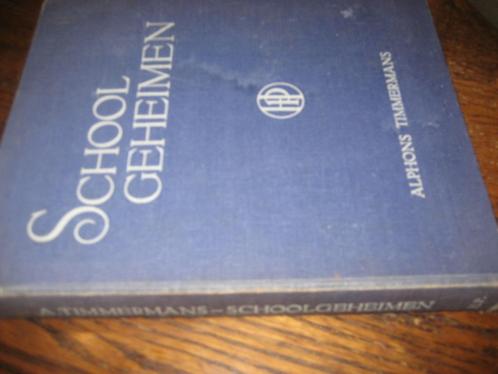 SCHOOL
GEHEIMEN
ALPHONS TIMMERMANS
A. TIMMERMANS – SCHOOLGEHEIMEN